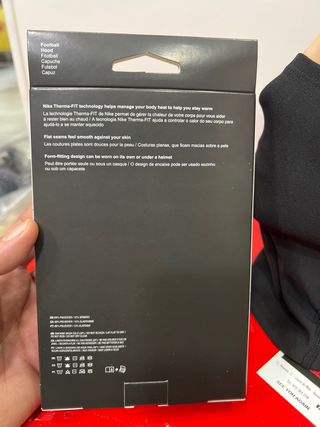 Football
Hood
Football
Capuche
Futebol
Capuz
Nike Therma-FIT technology helps manage your body heat to help you stay warm
La technologie Therma-FIT de Nike permet de gérer la chaleur de votre corps pour vous aider
à rester bien au chaud / A tecnologia Nike Therma-FIT ajuda a controlar o calor do seu corpo para
ajudá-lo a se manter aquecido
Flat seams feel smooth against your skin
Les coutures plates sont douces pour la peau / Costuras planas, que ficam macias sobre a pele
Form-fitting design can be worn on its own or under a helmet
Peut être portée seule ou sous un casque / O design de encaixe pode ser usado sozinho
ou sob um capacete
SEE YOU AGAIN